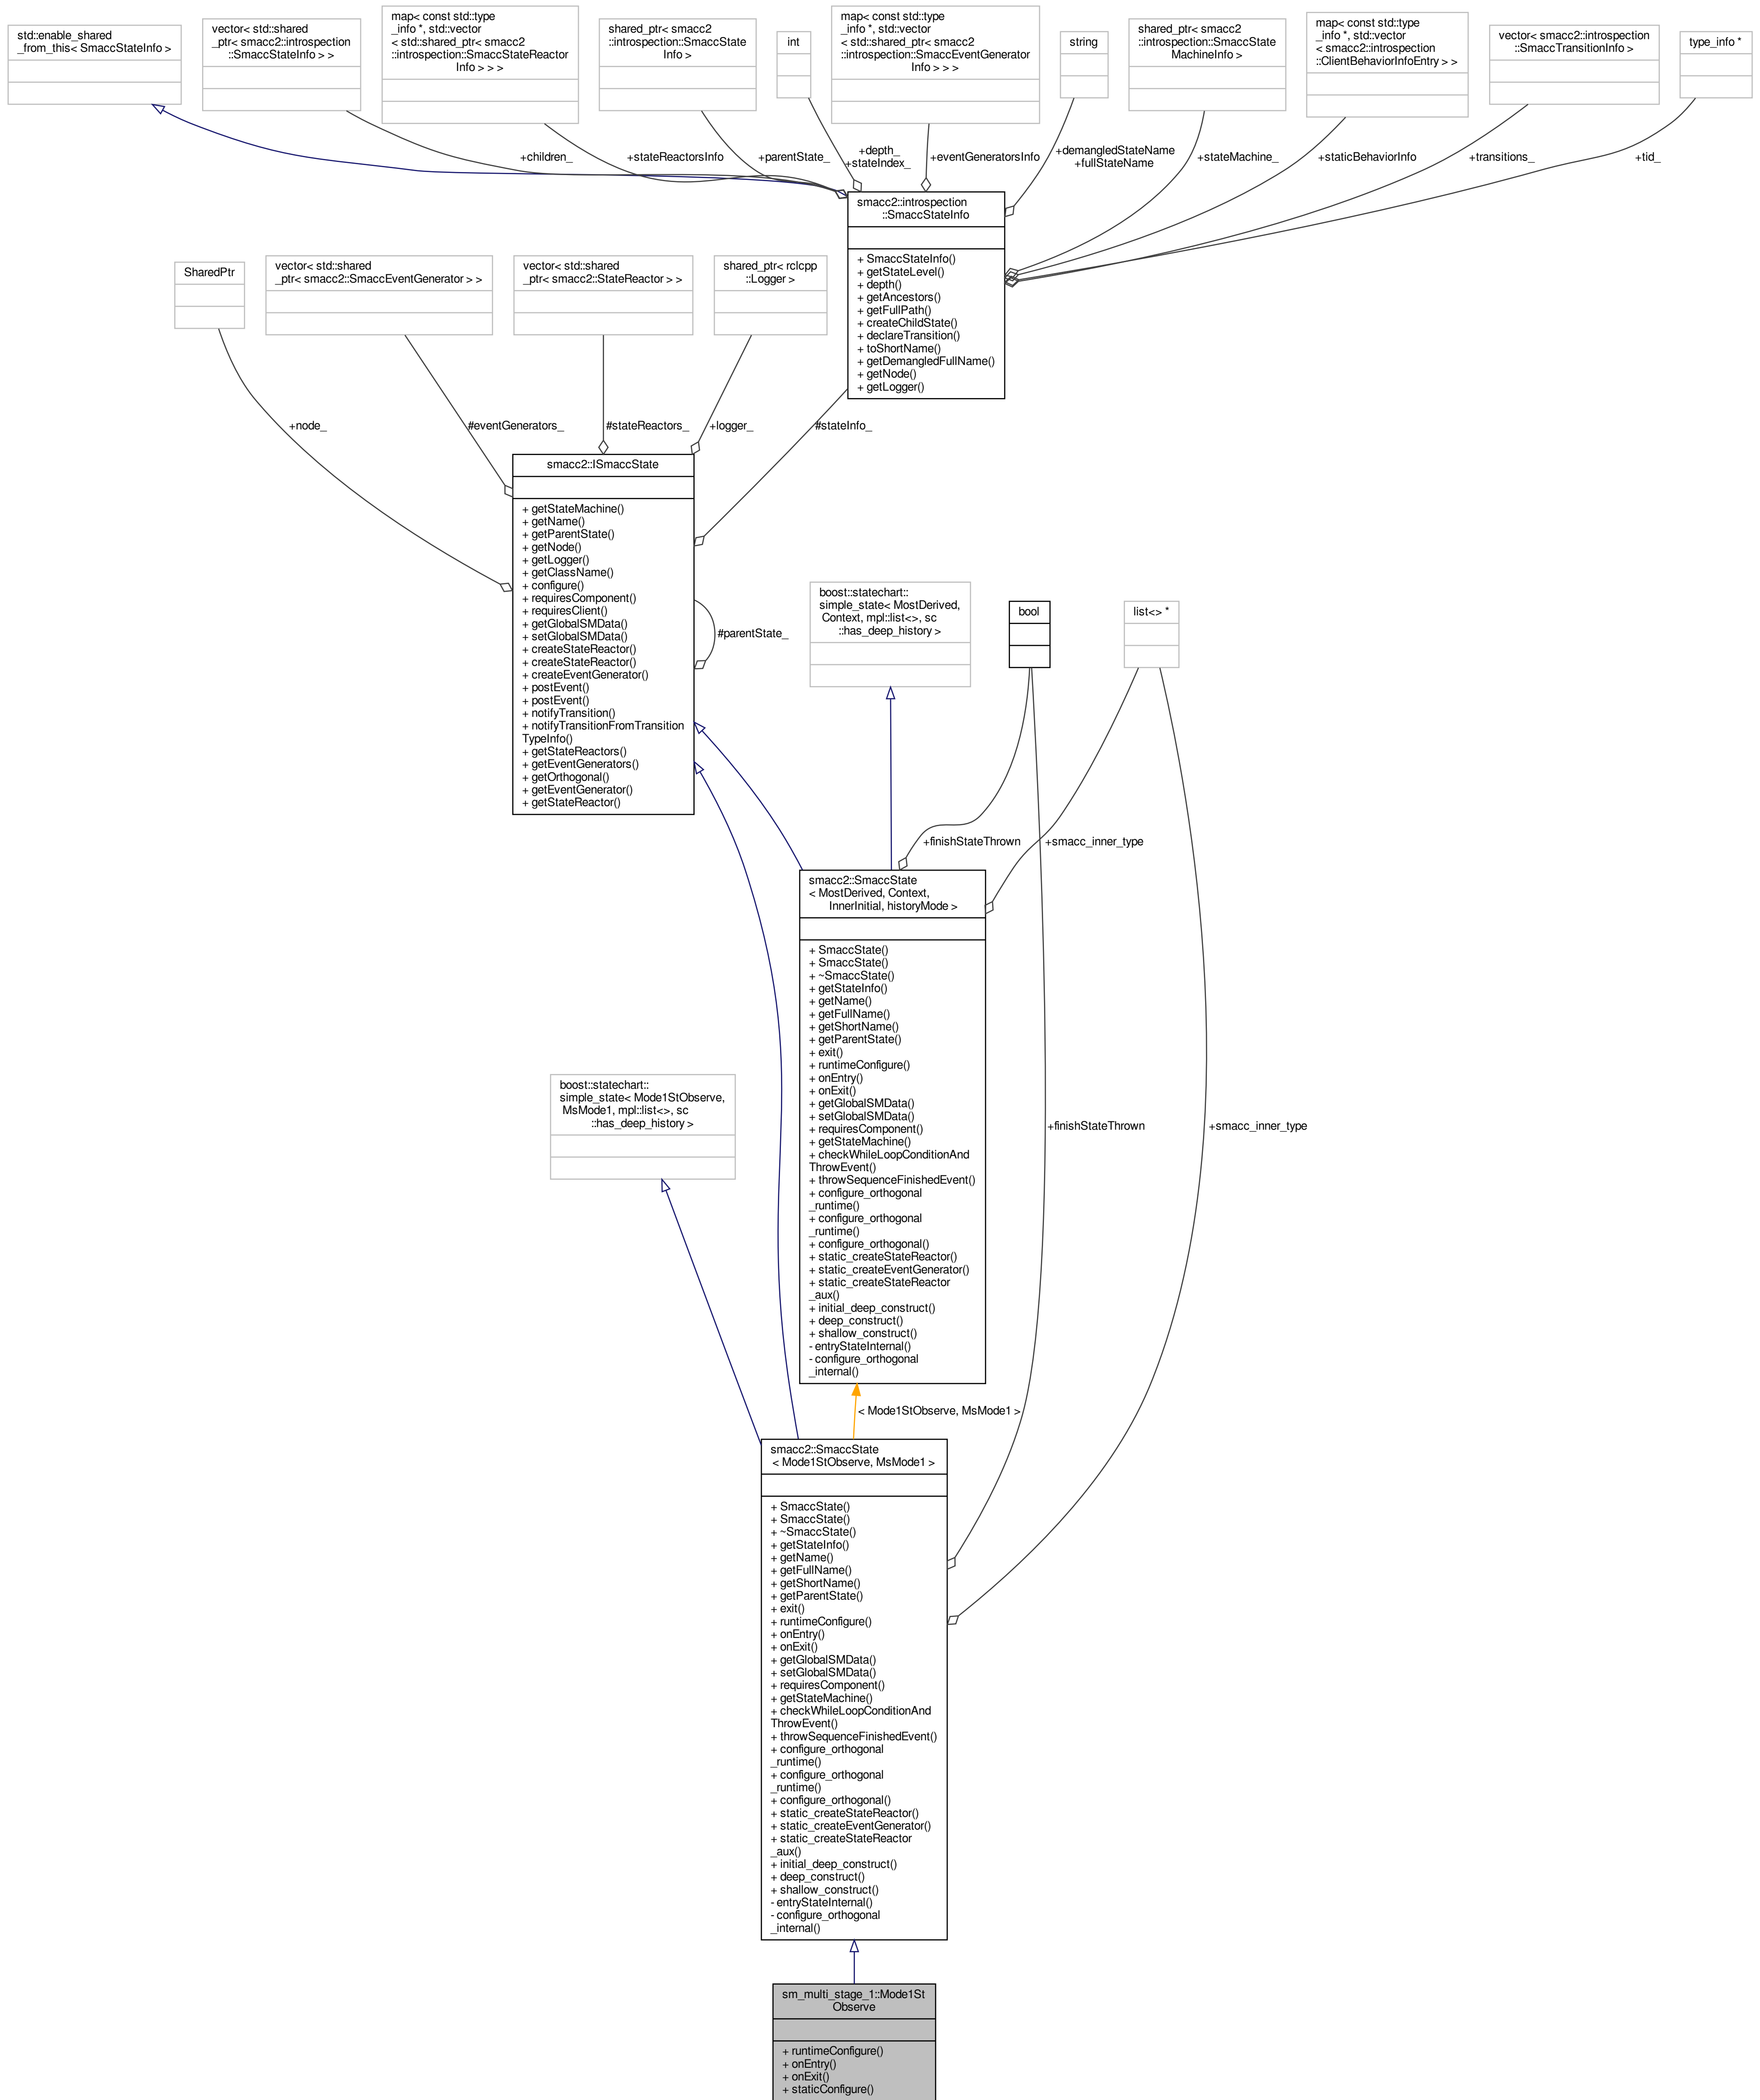 std::enable_shared
_from_this< SmaccStateInfo >
vector< std::shared
_ptr< smacc2::introspection
::SmaccStateInfo > >
map< const std::type
_info *, std::vector
< std::shared_ptr< smacc2
::introspection::SmaccStateReactor
Info > > >
shared_ptr< smacc2
::introspection::SmaccState
Info >
int
map< const std::type
_info *, std::vector
< std::shared_ptr< smacc2
::introspection::SmaccEventGenerator
Info > > >
string
shared_ptr< smacc2
::introspection::SmaccState
MachineInfo >
map< const std::type
_info *, std::vector
< smacc2::introspection
::ClientBehaviorInfoEntry > >
vector< smacc2::introspection
::SmaccTransitionInfo >
type_info *
+children_
+stateReactorsInfo
+parentState_
+depth_
+stateIndex_
+eventGeneratorsInfo
+demangledStateName
+fullStateName
+stateMachine_
+staticBehaviorInfo
+transitions_
+tid_
smacc2::introspection
::SmaccStateInfo
+ SmaccStateInfo()
+ getStateLevel()
+ depth()
+ getAncestors()
+ getFullPath()
+ createChildState()
+ declareTransition()
+ toShortName()
+ getDemangledFullName()
+ getNode()
+ getLogger()
SharedPtr
vector< std::shared
_ptr< smacc2::SmaccEventGenerator > >
vector< std::shared
_ptr< smacc2::StateReactor > >
shared_ptr< rclcpp
::Logger >
+node_
#eventGenerators_
#stateReactors_
+logger_
#stateInfo_
smacc2::ISmaccState
+ getStateMachine()
+ getName()
+ getParentState()
+ getNode()
+ getLogger()
+ getClassName()
+ configure()
+ requiresComponent()
+ requiresClient()
+ getGlobalSMData()
+ setGlobalSMData()
+ createStateReactor()
+ createStateReactor()
+ createEventGenerator()
+ postEvent()
+ postEvent()
+ notifyTransition()
+ notifyTransitionFromTransition
TypeInfo()
+ getStateReactors()
+ getEventGenerators()
+ getOrthogonal()
+ getEventGenerator()
+ getStateReactor()
#parentState_
boost::statechart::
simple_state< MostDerived,
Context, mpl::list<>, sc
::has_deep_history >
bool
list<> *
+finishStateThrown
+smacc_inner_type
smacc2::SmaccState
< MostDerived, Context,
InnerInitial, historyMode >
+ SmaccState()
+ SmaccState()
+ ~SmaccState()
+ getStateInfo()
+ getName()
+ getFullName()
+ getShortName()
+ getParentState()
+ exit()
+ runtimeConfigure()
+ onEntry()
+ onExit()
+ getGlobalSMData()
+ setGlobalSMData()
+ requiresComponent()
+ getStateMachine()
+ checkWhileLoopConditionAnd
ThrowEvent()
+ throwSequenceFinishedEvent()
+ configure_orthogonal
_runtime()
+ configure_orthogonal
_runtime()
+ configure_orthogonal()
+ static_createStateReactor()
+ static_createEventGenerator()
+ static_createStateReactor
_aux()
+ initial_deep_construct()
+ deep_construct()
+ shallow_construct()
- entryStateInternal()
- configure_orthogonal
_internal()
boost::statechart::
simple_state< Mode1StObserve,
MsMode1, mpl::list<>, sc
::has_deep_history >
+finishStateThrown
+smacc_inner_type
< Mode1StObserve, MsMode1 >
smacc2::SmaccState
< Mode1StObserve, MsMode1 >
+ SmaccState()
+ SmaccState()
+ ~SmaccState()
+ getStateInfo()
+ getName()
+ getFullName()
+ getShortName()
+ getParentState()
+ exit()
+ runtimeConfigure()
+ onEntry()
+ onExit()
+ getGlobalSMData()
+ setGlobalSMData()
+ requiresComponent()
+ getStateMachine()
+ checkWhileLoopConditionAnd
ThrowEvent()
+ throwSequenceFinishedEvent()
+ configure_orthogonal
_runtime()
+ configure_orthogonal
_runtime()
+ configure_orthogonal()
+ static_createStateReactor()
+ static_createEventGenerator()
+ static_createStateReactor
_aux()
+ initial_deep_construct()
+ deep_construct()
+ shallow_construct()
- entryStateInternal()
- configure_orthogonal
_internal()
sm_multi_stage_1::Mode1St
Observe
+ runtimeConfigure()
+ onEntry()
+ onExit()
+ staticConfigure()